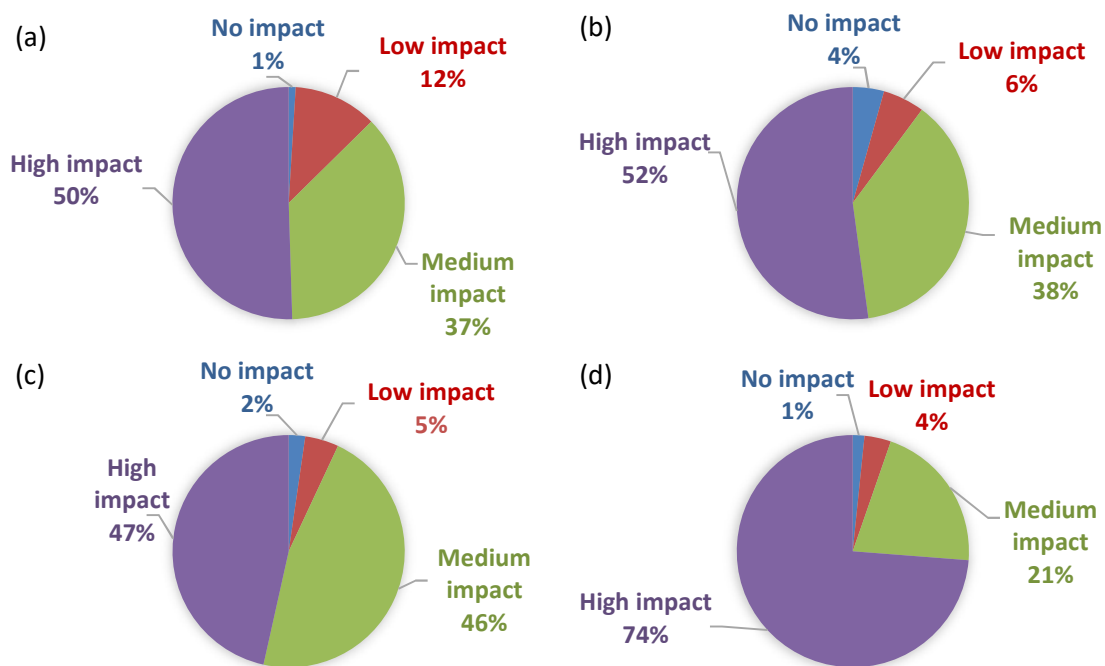 (a)
No impact
1%
Low impact
12%
High impact
50%
Medium
impact
37%
(b)
No impact
4%
Low impact
6%
High impact
52%
Medium
impact
38%
(c)
No impact
2%
Low impact
5%
High
impact
47%
Medium
impact
46%
(d)
No impact
1%
Low impact
4%
Medium
impact
21%
High impact
74%